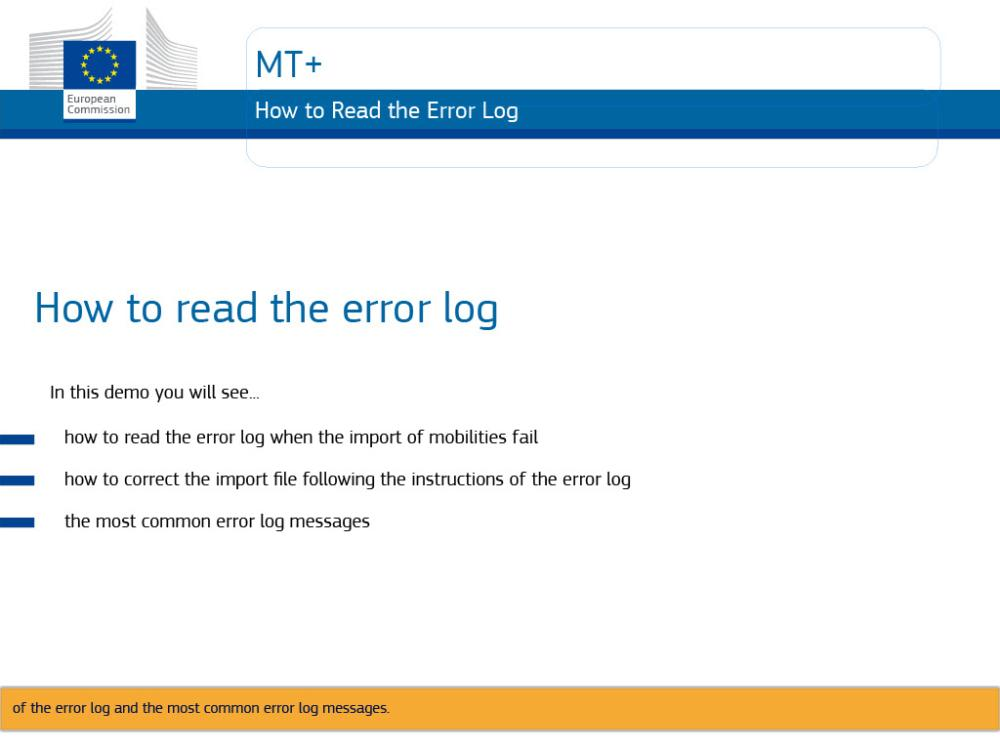 European
Commission
MT+
How to Read the Error Log
How to read the error log
In this demo you will see...
how to read the error log when the import of mobilities fail
how to correct the import file following the instructions of the error log
the most common error log messages
of the error log and the most common error log messages.